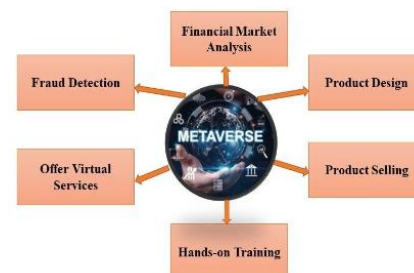 Financial Market
Analysis
Fraud Detection
Product Design
METAVERSE
Offer Virtual
Services
Product Selling
Hands-on Training